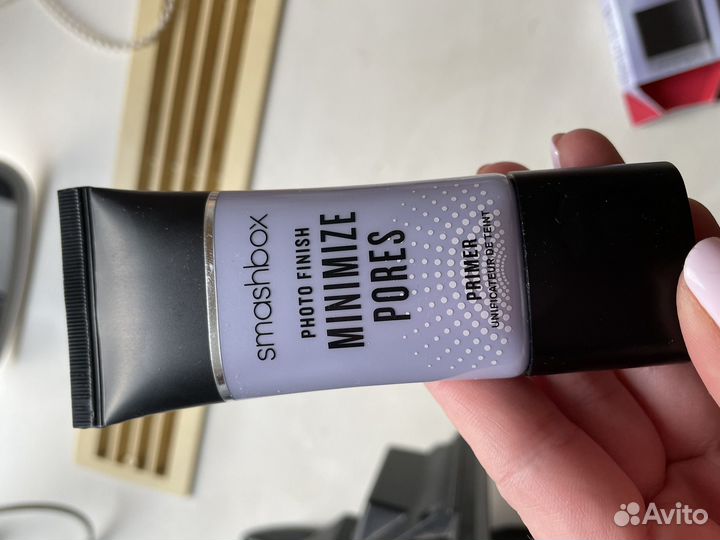 smashbox
PHOTO FINISH
MINIMIZE
PORES
PRIMER
UNIFICATEUR DE TEINT
Avito